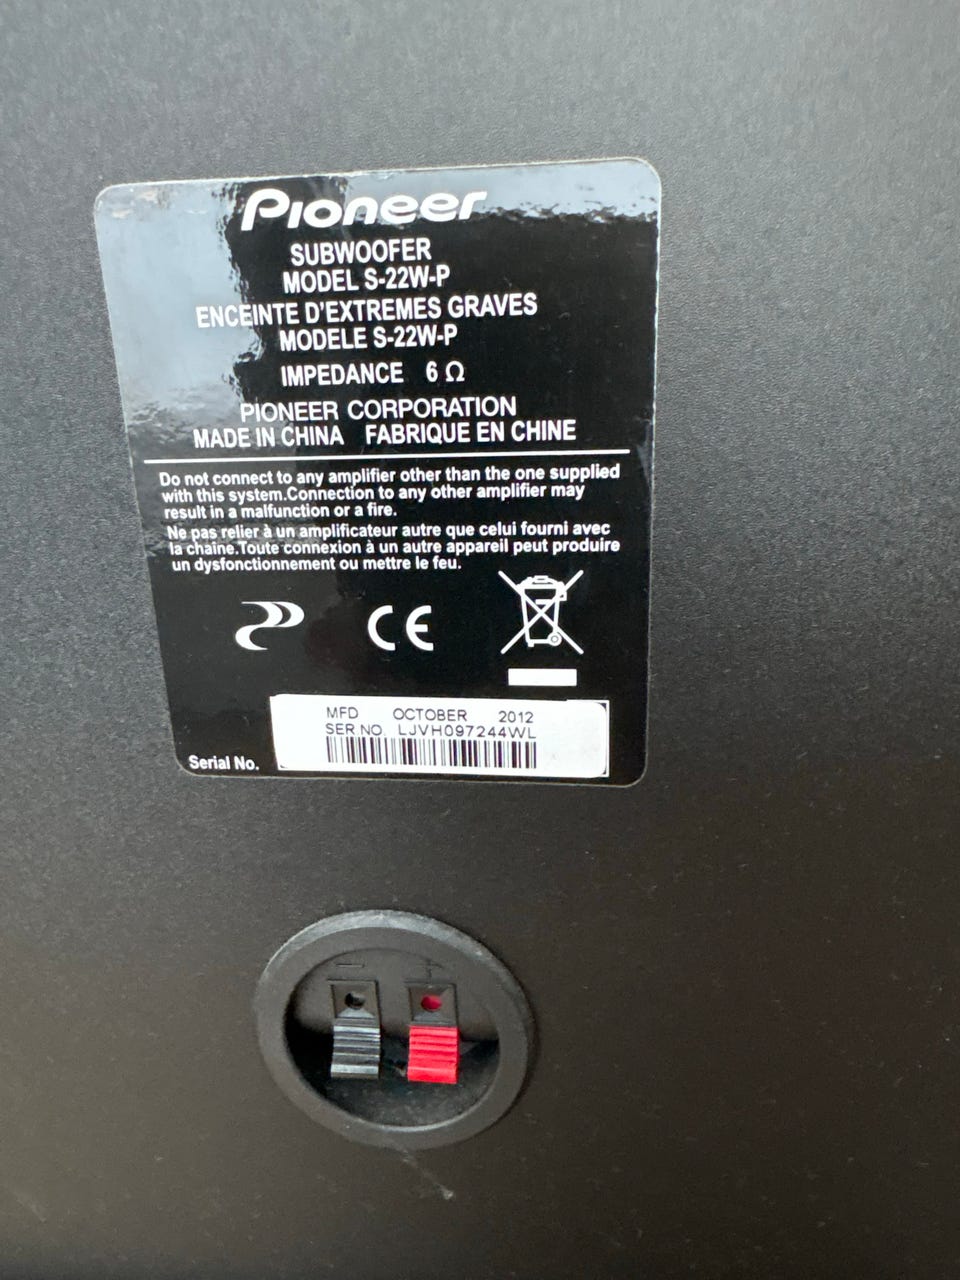 Pioneer
SUBWOOFER
MODEL S-22W-P
ENCEINTE D'EXTREMES GRAVES
MODELE S-22W-P
IMPEDANCE 6 Ω
PIONEER CORPORATION
MADE IN CHINA FABRIQUE EN CHINE
Do not connect to any amplifier other than the one supplied
with this system.Connection to any other amplifier may
result in a malfunction or a fire.
Ne pas relier à un amplificateur autre que celui fourni avec
la chaine.Toute connexion à un autre appareil peut produire
un dysfonctionnement ou mettre le feu.
CE
MFD OCTOBER 2012
SER NO. LJVH097244WL
Serial No.
− +